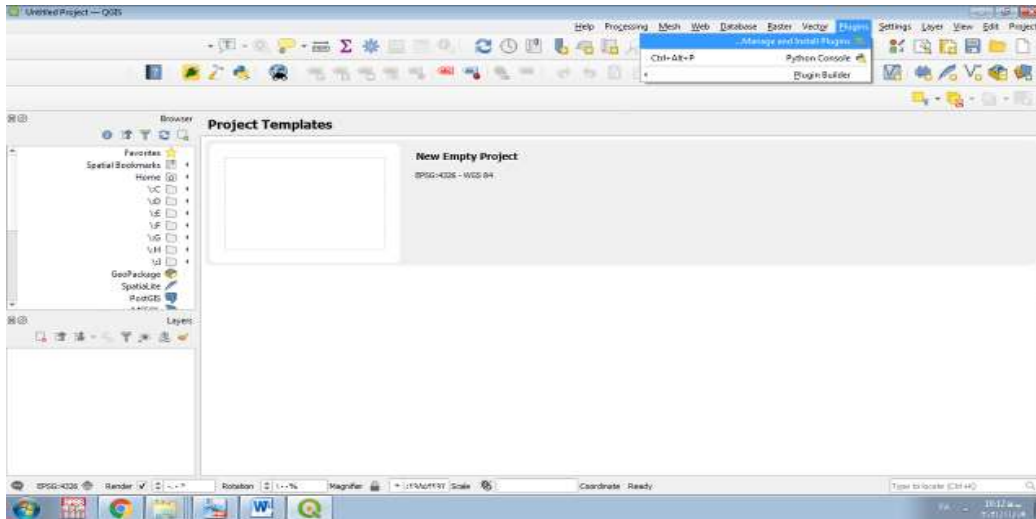 Untitled Project — QGIS
Help Processing Mesh Web Database Raster Vector Plugins Settings Layer View Edit Project
...Manage and Install Plugins
Ctrl+Alt+P Python Console
Plugin Builder
Browser
Project Templates
Favorites
Spatial Bookmarks
Home
\:C
\:D
\:E
\:F
\:G
\:H
\:I
GeoPackage
SpatiaLite
PostGIS
New Empty Project
EPSG:4326 - WGS 84
Layers
EPSG:4326 Render Rotation Magnifier Scale Coordinate Ready
Type to locate (Ctrl+K)